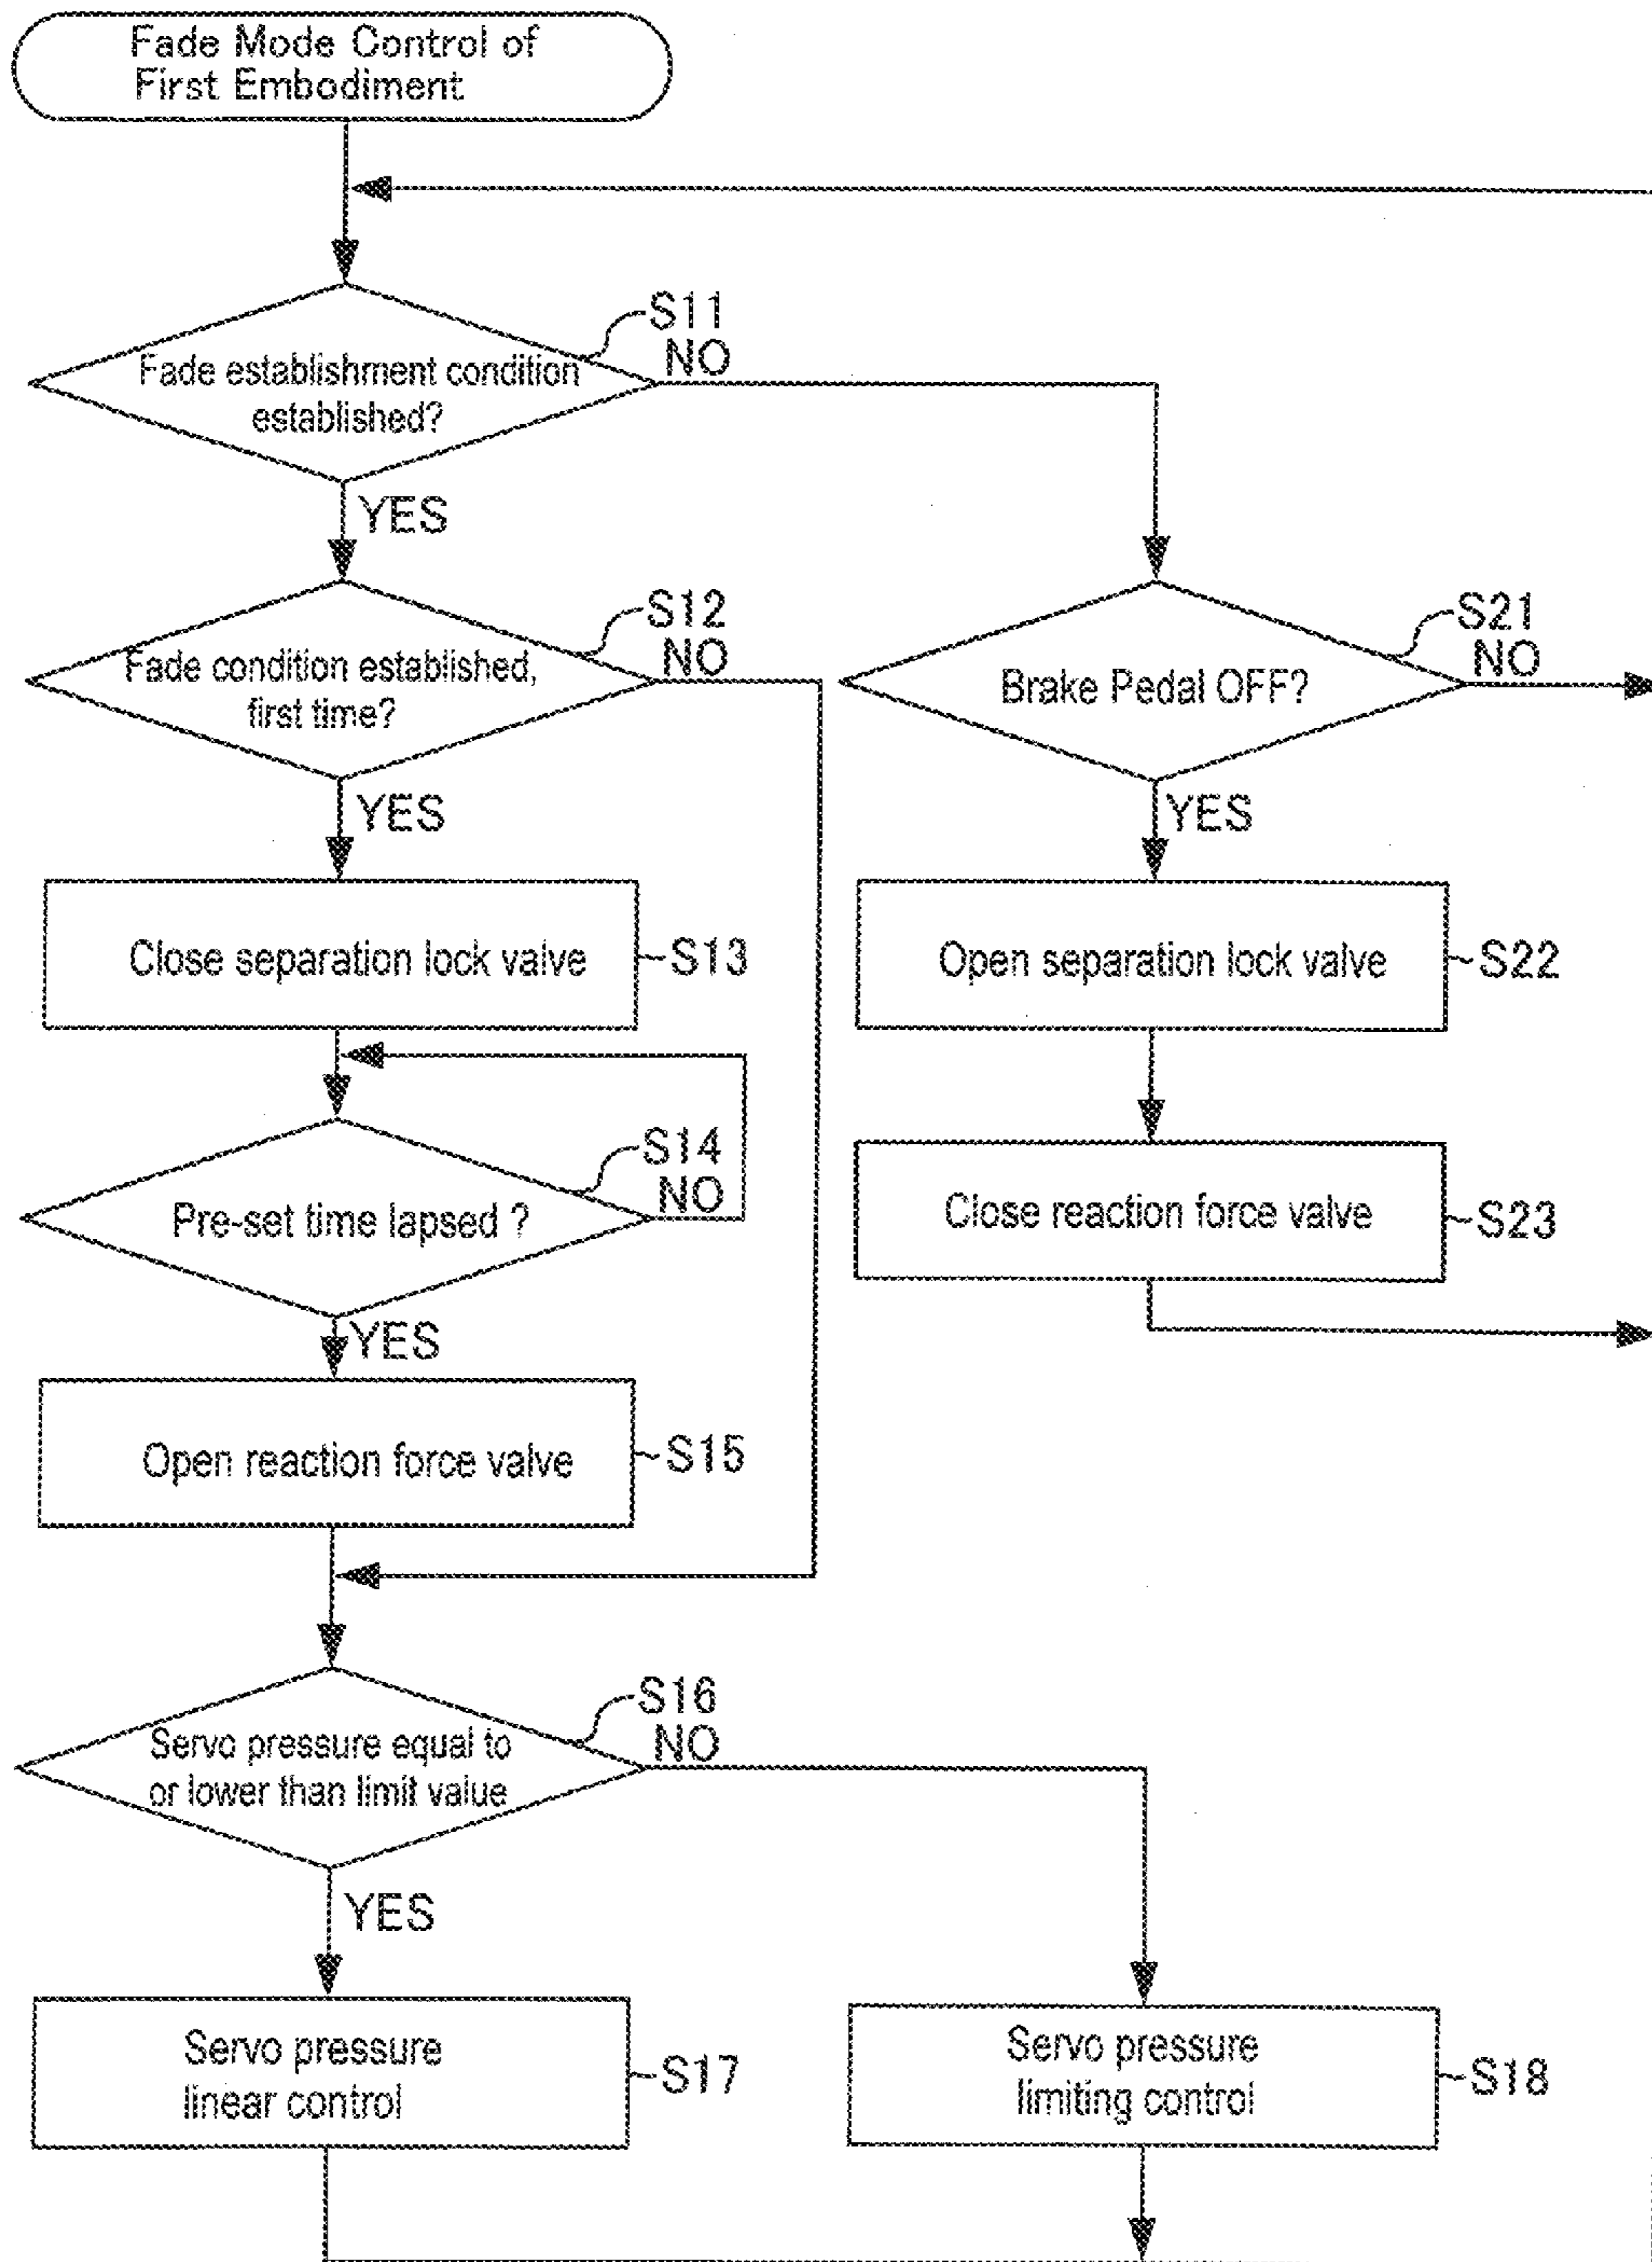 Fade Mode Control of
First Embodiment
S11
NO
Fade establishment condition
established?
YES
S12
NO
Fade condition established,
first time?
YES
S21
NO
Brake Pedal OFF?
YES
Close separation lock valve
S13
Open separation lock valve
S22
S14
NO
Pre-set time lapsed ?
YES
Close reaction force valve
S23
Open reaction force valve
S15
S16
NO
Servo pressure equal to
or lower than limit value
YES
Servo pressure
linear control
S17
Servo pressure
limiting control
S18